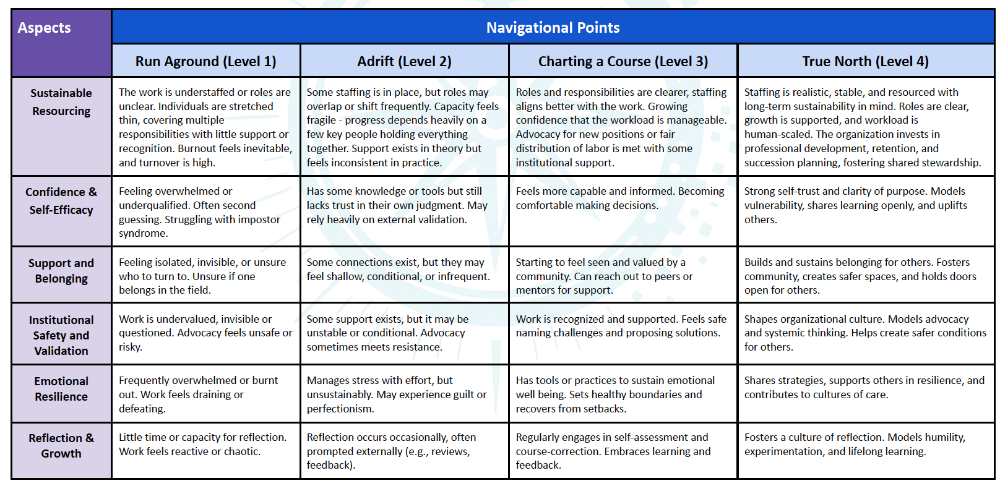 Aspects
Navigational Points
Run Aground (Level 1)
Adrift (Level 2)
Charting a Course (Level 3)
True North (Level 4)
Sustainable
Resourcing
The work is understaffed or roles are
unclear. Individuals are stretched
thin, covering multiple
responsibilities with little support or
recognition. Burnout feels inevitable,
and turnover is high.
Some staffing is in place, but roles may
overlap or shift frequently. Capacity feels
fragile - progress depends heavily on a
few key people holding everything
together. Support exists in theory but
feels inconsistent in practice.
Roles and responsibilities are clearer, staffing
aligns better with the work. Growing
confidence that the workload is manageable.
Advocacy for new positions or fair
distribution of labor is met with some
institutional support.
Staffing is realistic, stable, and resourced with
long-term sustainability in mind. Roles are clear,
growth is supported, and workload is
human-scaled. The organization invests in
professional development, retention, and
succession planning, fostering shared stewardship.
Confidence &
Self-Efficacy
Feeling overwhelmed or
underqualified. Often second
guessing. Struggling with impostor
syndrome.
Has some knowledge or tools but still
lacks trust in their own judgment. May
rely heavily on external validation.
Feels more capable and informed. Becoming
comfortable making decisions.
Strong self-trust and clarity of purpose. Models
vulnerability, shares learning openly, and uplifts
others.
Support and
Belonging
Feeling isolated, invisible, or unsure
who to turn to. Unsure if one
belongs in the field.
Some connections exist, but they may
feel shallow, conditional, or infrequent.
Starting to feel seen and valued by a
community. Can reach out to peers or
mentors for support.
Builds and sustains belonging for others. Fosters
community, creates safer spaces, and holds doors
open for others.
Institutional
Safety and
Validation
Work is undervalued, invisible or
questioned. Advocacy feels unsafe or
risky.
Some support exists, but it may be
unstable or conditional. Advocacy
sometimes meets resistance.
Work is recognized and supported. Feels safe
naming challenges and proposing solutions.
Shapes organizational culture. Models advocacy
and systemic thinking. Helps create safer conditions
for others.
Emotional
Resilience
Frequently overwhelmed or burnt
out. Work feels draining or
defeating.
Manages stress with effort, but
unsustainably. May experience guilt or
perfectionism.
Has tools or practices to sustain emotional
well being. Sets healthy boundaries and
recovers from setbacks.
Shares strategies, supports others in resilience, and
contributes to cultures of care.
Reflection &
Growth
Little time or capacity for reflection.
Work feels reactive or chaotic.
Reflection occurs occasionally, often
prompted externally (e.g., reviews,
feedback).
Regularly engages in self-assessment and
course-correction. Embraces learning and
feedback.
Fosters a culture of reflection. Models humility,
experimentation, and lifelong learning.